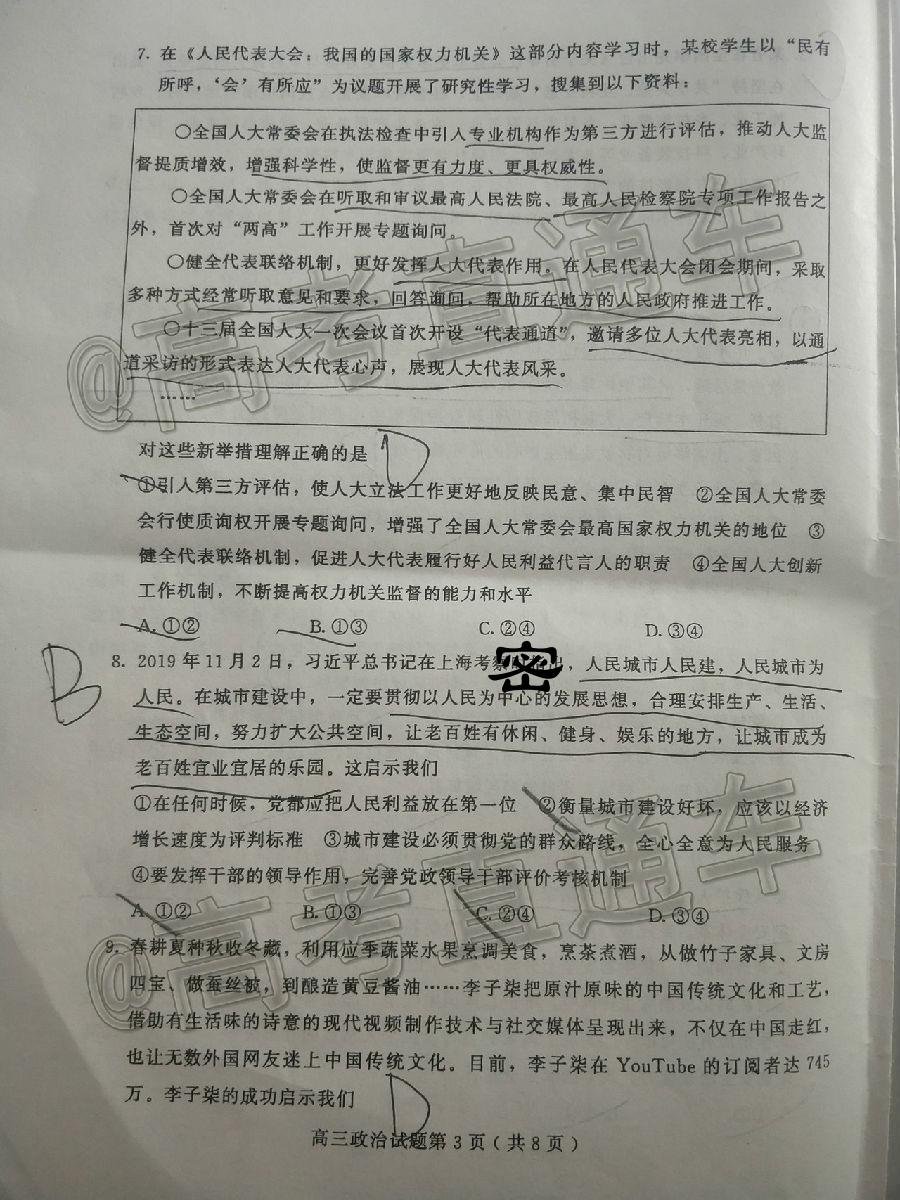 7. 在《人民代表大会：我国的国家权力机关》这部分内容学习时，某校学生以“民有
所呼，‘会’有所应”为议题开展了研究性学习，搜集到以下资料：
○全国人大常委会在执法检查中引入专业机构作为第三方进行评估，推动人大监
督提质增效，增强科学性，使监督更有力度、更具权威性。
○全国人大常委会在听取和审议最高人民法院、最高人民检察院专项工作报告之
外，首次对“两高”工作开展专题询问。
○健全代表联络机制，更好发挥人大代表作用。在人民代表大会闭会期间，采取
多种方式经常听取意见和要求，回答询问，帮助所在地方的人民政府推进工作。
○十三届全国人大一次会议首次开设“代表通道”，邀请多位人大代表亮相，以通
道采访的形式表达人大代表心声，展现人大代表风采。
……
对这些新举措理解正确的是 D
①引入第三方评估，使人大立法工作更好地反映民意、集中民智 ②全国人大常委
会行使质询权开展专题询问，增强了全国人大常委会最高国家权力机关的地位 ③
健全代表联络机制，促进人大代表履行好人民利益代言人的职责 ④全国人大创新
工作机制，不断提高权力机关监督的能力和水平
A. ①② B. ①③ C. ②④ D. ③④
B
8. 2019 年 11 月 2 日，习近平总书记在上海考察 密 出，人民城市人民建，人民城市为
人民。在城市建设中，一定要贯彻以人民为中心的发展思想，合理安排生产、生活、
生态空间，努力扩大公共空间，让老百姓有休闲、健身、娱乐的地方，让城市成为
老百姓宜业宜居的乐园。这启示我们
①在任何时候，党都应把人民利益放在第一位 ②衡量城市建设好坏，应该以经济
增长速度为评判标准 ③城市建设必须贯彻党的群众路线，全心全意为人民服务
④要发挥干部的领导作用，完善党政领导干部评价考核机制
A. ①② B. ①③ C. ②④ D. ③④
9. 春耕夏种秋收冬藏，利用应季蔬菜水果烹调美食，烹茶煮酒，从做竹子家具、文房
四宝、做蚕丝被，到酿造黄豆酱油……李子柒把原汁原味的中国传统文化和工艺，
借助有生活味的诗意的现代视频制作技术与社交媒体呈现出来，不仅在中国走红，
也让无数外国网友迷上中国传统文化。目前，李子柒在 YouTube 的订阅者达 745
万。李子柒的成功启示我们 D
高三政治试题第 3 页（共 8 页）
@高考直通车
@高考直通车